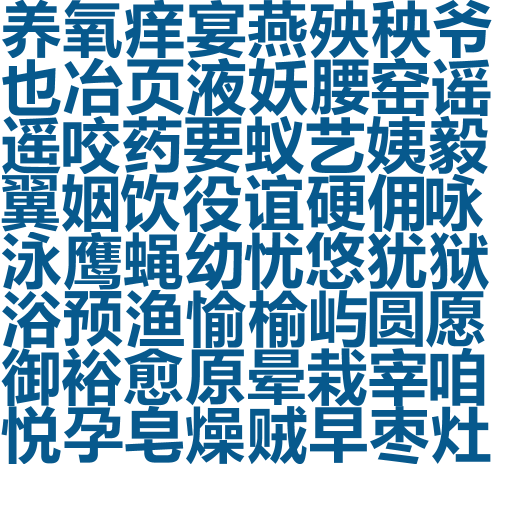 养氧痒宴燕殃秧爷
也冶页液妖腰窑谣
遥咬药要蚁艺姨毅
翼姻饮役谊硬佣咏
泳鹰蝇幼忧悠犹狱
浴预渔愉榆屿圆愿
御裕愈原晕栽宰咱
悦孕皂燥贼早枣灶